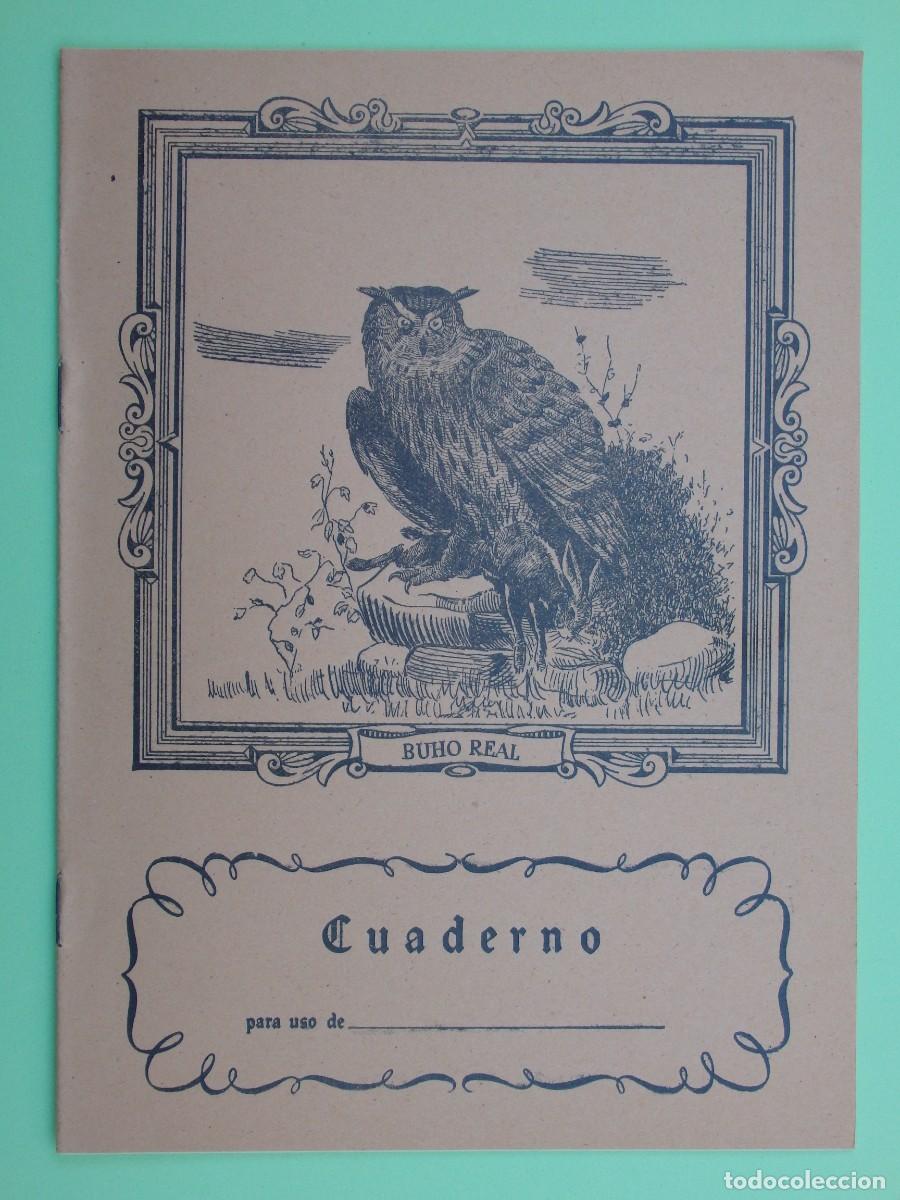 BUHO REAL
Cuaderno
para uso de
todocoleccion